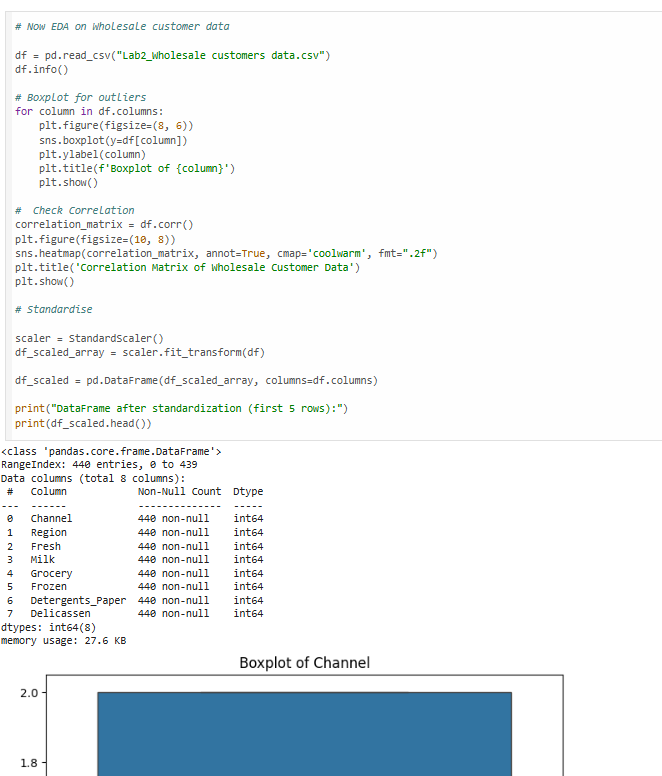 # Now EDA on Wholesale customer data
df = pd.read_csv("Lab2_Wholesale customers data.csv")
df.info()
# Boxplot for outliers
for column in df.columns:
    plt.figure(figsize=(8, 6))
    sns.boxplot(y=df[column])
    plt.ylabel(column)
    plt.title(f'Boxplot of {column}')
    plt.show()
#  Check Correlation
correlation_matrix = df.corr()
plt.figure(figsize=(10, 8))
sns.heatmap(correlation_matrix, annot=True, cmap='coolwarm', fmt=".2f")
plt.title('Correlation Matrix of Wholesale Customer Data')
plt.show()
# Standardise
scaler = StandardScaler()
df_scaled_array = scaler.fit_transform(df)
df_scaled = pd.DataFrame(df_scaled_array, columns=df.columns)
print("DataFrame after standardization (first 5 rows):")
print(df_scaled.head())
<class 'pandas.core.frame.DataFrame'>
RangeIndex: 440 entries, 0 to 439
Data columns (total 8 columns):
 #   Column            Non-Null Count  Dtype
---  ------            --------------  -----
 0   Channel           440 non-null    int64
 1   Region            440 non-null    int64
 2   Fresh             440 non-null    int64
 3   Milk              440 non-null    int64
 4   Grocery           440 non-null    int64
 5   Frozen            440 non-null    int64
 6   Detergents_Paper  440 non-null    int64
 7   Delicassen        440 non-null    int64
dtypes: int64(8)
memory usage: 27.6 KB
Boxplot of Channel
2.0
1.8